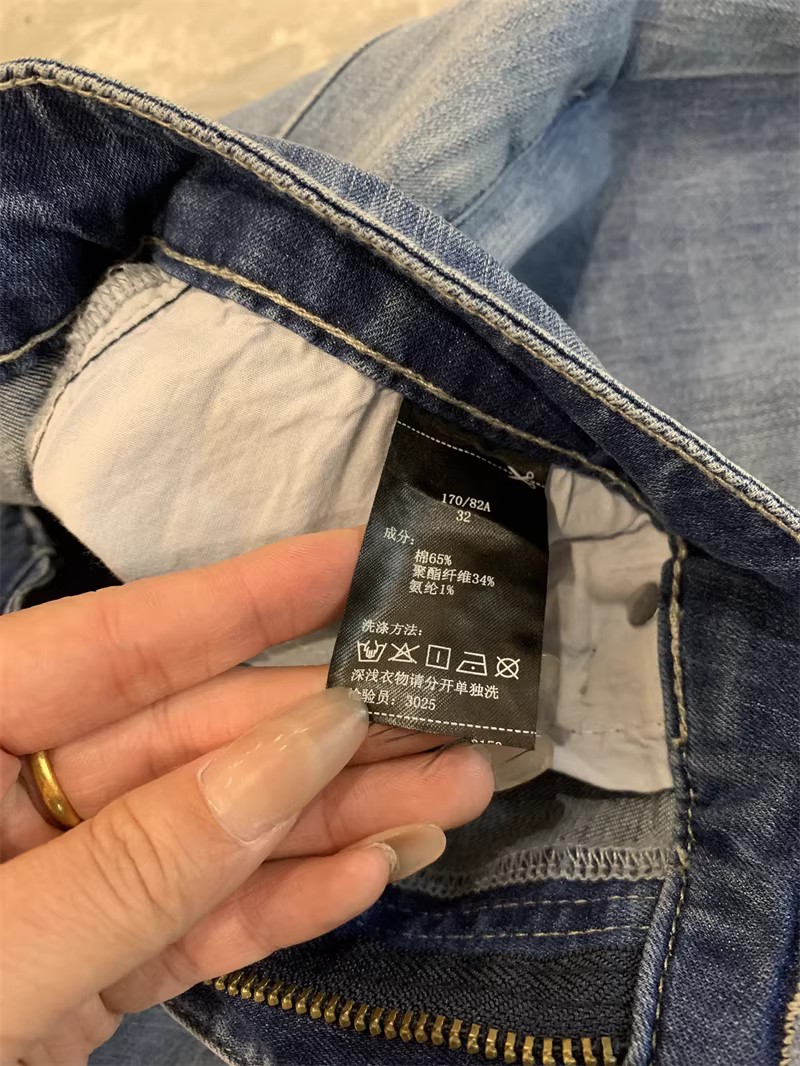 170/82A
32
成分:
棉65%
聚酯纤维34%
氨纶1%
洗涤方法:
深浅衣物请分开单独洗
检验员: 3025